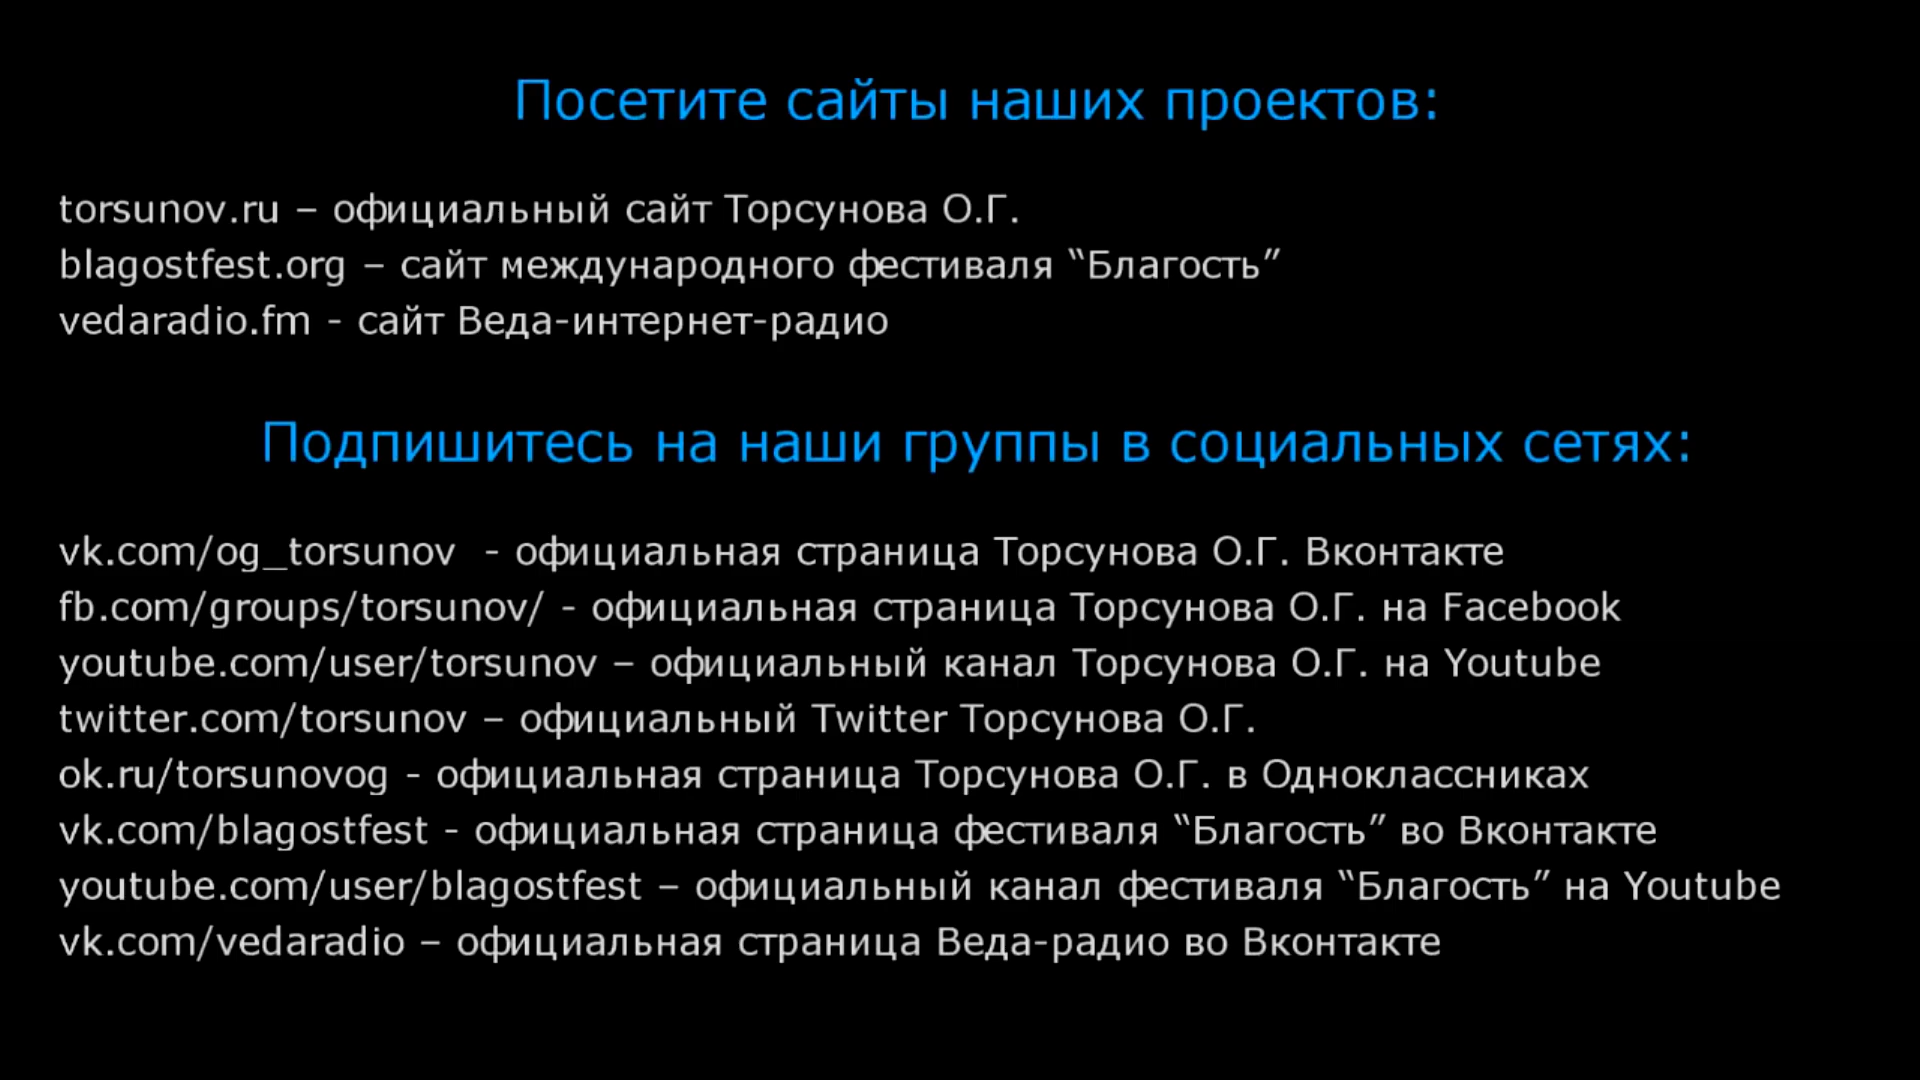 Посетите сайты наших проектов:
torsunov.ru – официальный сайт Торсунова О.Г.
blagostfest.org – сайт международного фестиваля “Благость”
vedaradio.fm - сайт Веда-интернет-радио
Подпишитесь на наши группы в социальных сетях:
vk.com/og_torsunov  - официальная страница Торсунова О.Г. Вконтакте
fb.com/groups/torsunov/ - официальная страница Торсунова О.Г. на Facebook
youtube.com/user/torsunov – официальный канал Торсунова О.Г. на Youtube
twitter.com/torsunov – официальный Twitter Торсунова О.Г.
ok.ru/torsunovog - официальная страница Торсунова О.Г. в Одноклассниках
vk.com/blagostfest - официальная страница фестиваля “Благость” во Вконтакте
youtube.com/user/blagostfest – официальный канал фестиваля “Благость” на Youtube
vk.com/vedaradio – официальная страница Веда-радио во Вконтакте